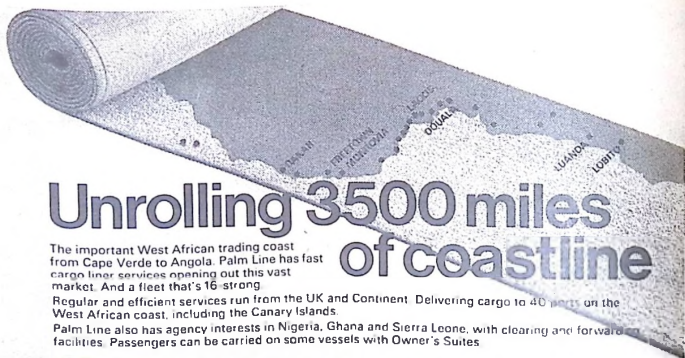 DAKAR
FREETOWN
MONROVIA
LAGOS
DOUALA
LUANDA
LOBITO
Unrolling 3500 miles
of coastline
The important West African trading coast
from Cape Verde to Angola. Palm Line has fast
cargo liner services opening out this vast
market. And a fleet that's 16-strong.
Regular and efficient services run from the UK and Continent. Delivering cargo to 40 ports on the
West African coast, including the Canary Islands.
Palm Line also has agency interests in Nigeria, Ghana and Sierra Leone, with clearing and forwarding
facilities. Passengers can be carried on some vessels with Owner's Suites